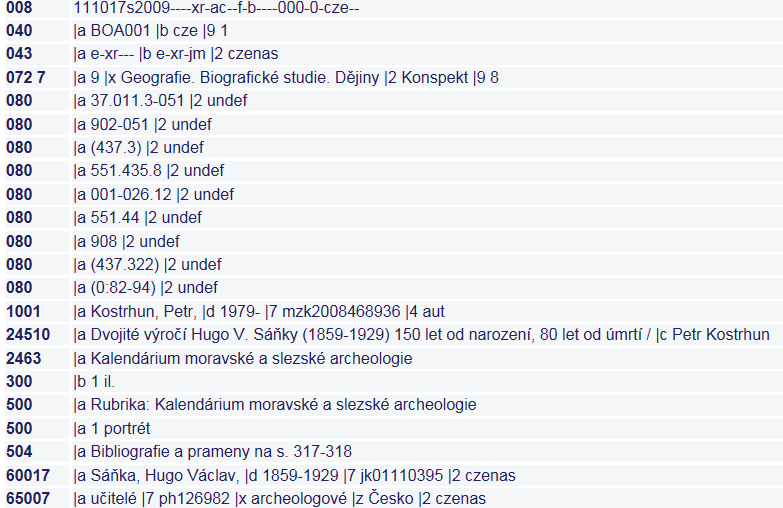 008 111017s2009----xr-ac--f-b----000-0-cze--
040 |a BOA001 |b cze |9 1
043 |a e-xr--- |b e-xr-jm |2 czenas
072 7 |a 9 |x Geografie. Biografické studie. Dějiny |2 Konspekt |9 8
080 |a 37.011.3-051 |2 undef
080 |a 902-051 |2 undef
080 |a (437.3) |2 undef
080 |a 551.435.8 |2 undef
080 |a 001-026.12 |2 undef
080 |a 551.44 |2 undef
080 |a 908 |2 undef
080 |a (437.322) |2 undef
080 |a (0:82-94) |2 undef
1001 |a Kostrhun, Petr, |d 1979- |7 mzk2008468936 |4 aut
24510 |a Dvojité výročí Hugo V. Sáňky (1859-1929) 150 let od narození, 80 let od úmrtí / |c Petr Kostrhun
2463 |a Kalendárium moravské a slezské archeologie
300 |b 1 il.
500 |a Rubrika: Kalendárium moravské a slezské archeologie
500 |a 1 portrét
504 |a Bibliografie a prameny na s. 317-318
60017 |a Sáňka, Hugo Václav, |d 1859-1929 |7 jk01110395 |2 czenas
65007 |a učitelé |7 ph126982 |x archeologové |z Česko |2 czenas